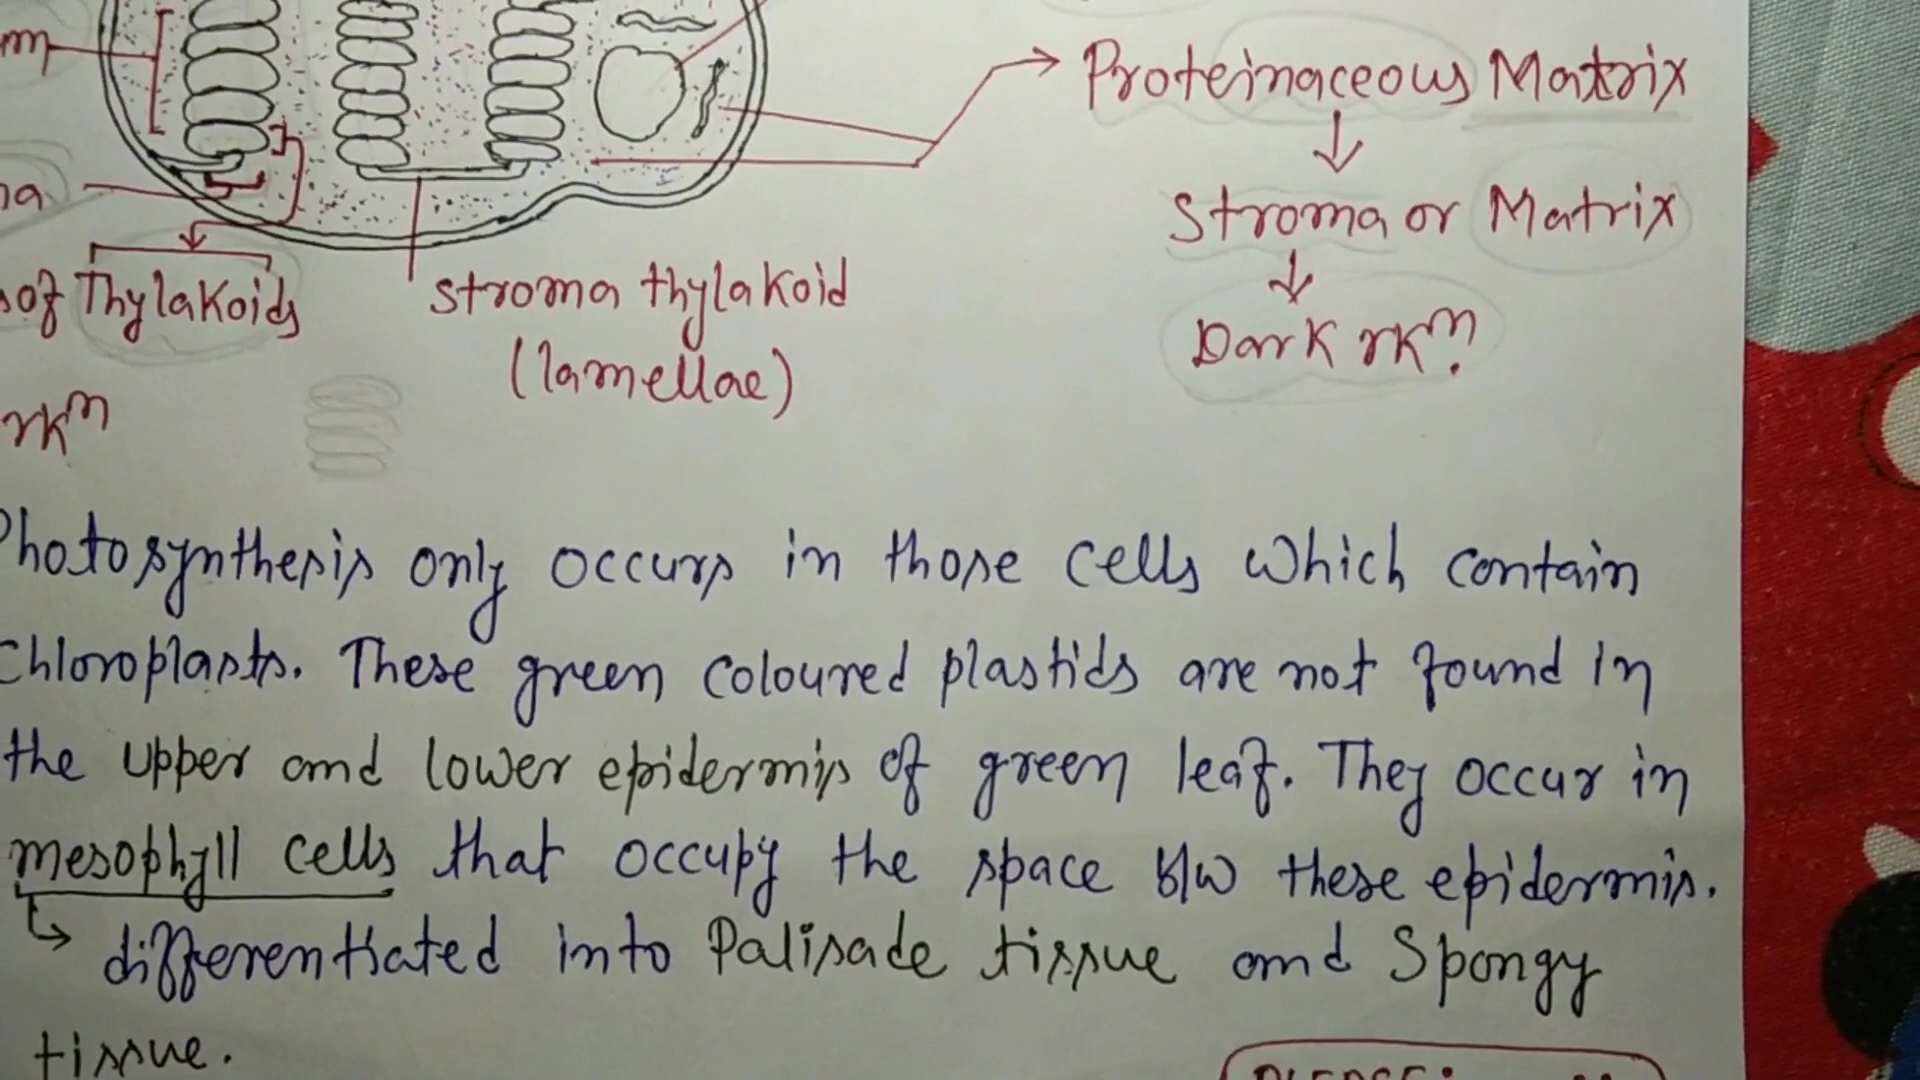 Proteinaceous Matrix
Stroma or Matrix
Dark rxn
of Thylakoids
stroma thylakoid
(lamellae)
rxn
Photosynthesis only occurs in those cells which contain
Chloroplasts. These green coloured plastids are not found in
the upper and lower epidermis of green leaf. They occur in
mesophyll cells that occupy the space b/w these epidermis.
differentiated into Palisade tissue and Spongy
tissue.